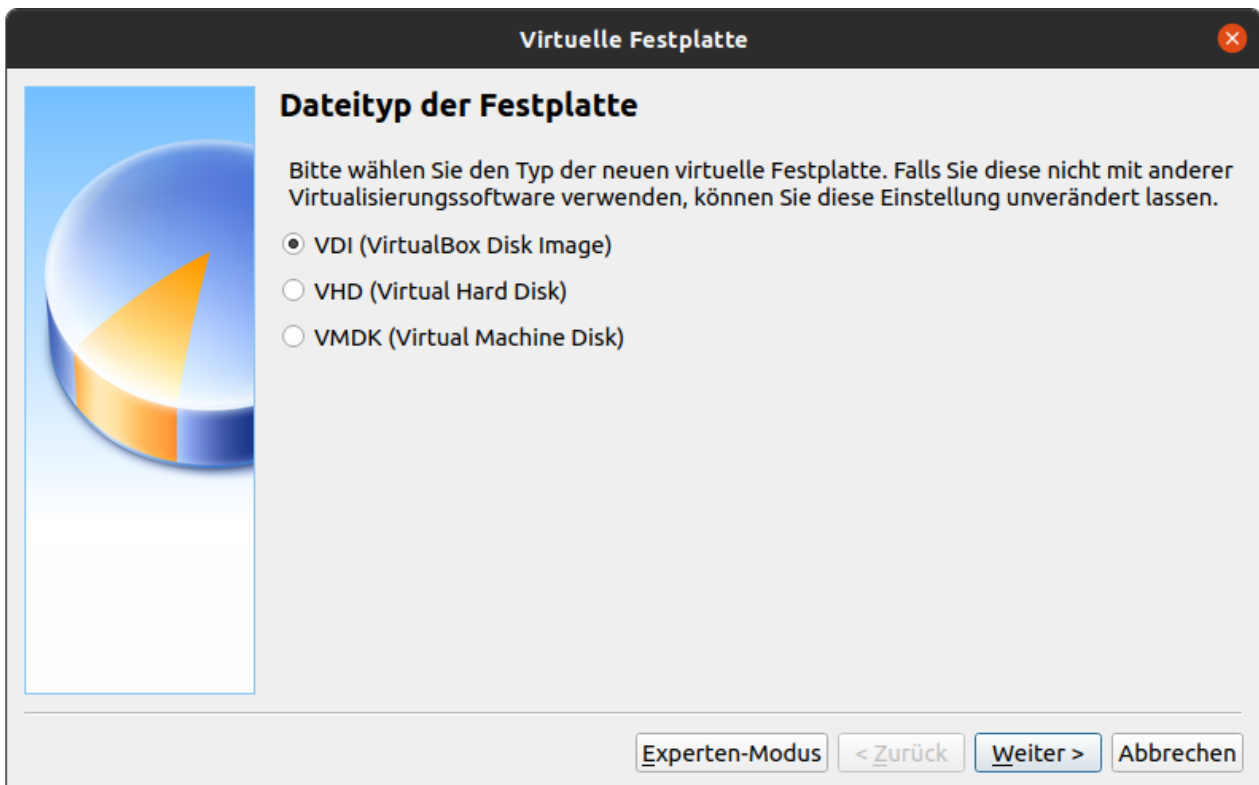 Virtuelle Festplatte
Dateityp der Festplatte
Bitte wählen Sie den Typ der neuen virtuelle Festplatte. Falls Sie diese nicht mit anderer
Virtualisierungssoftware verwenden, können Sie diese Einstellung unverändert lassen.
VDI (VirtualBox Disk Image)
VHD (Virtual Hard Disk)
VMDK (Virtual Machine Disk)
Experten-Modus < Zurück Weiter > Abbrechen